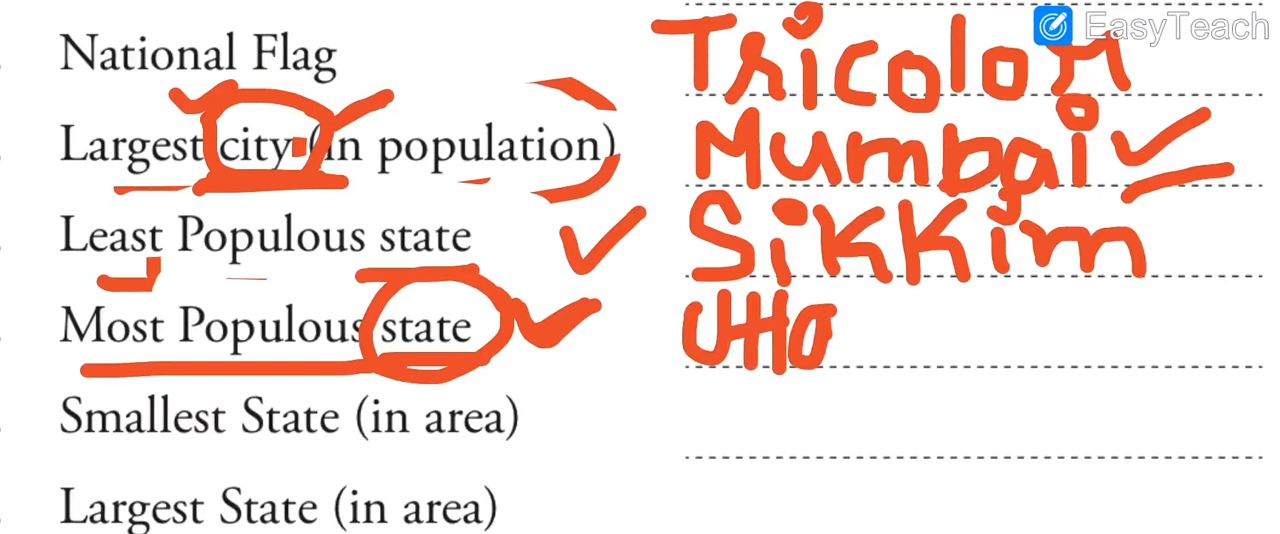 EasyTeach
National Flag Tricolor
Largest city (in population) Mumbai
Least Populous state Sikkim
Most Populous state Utta
Smallest State (in area)
Largest State (in area)